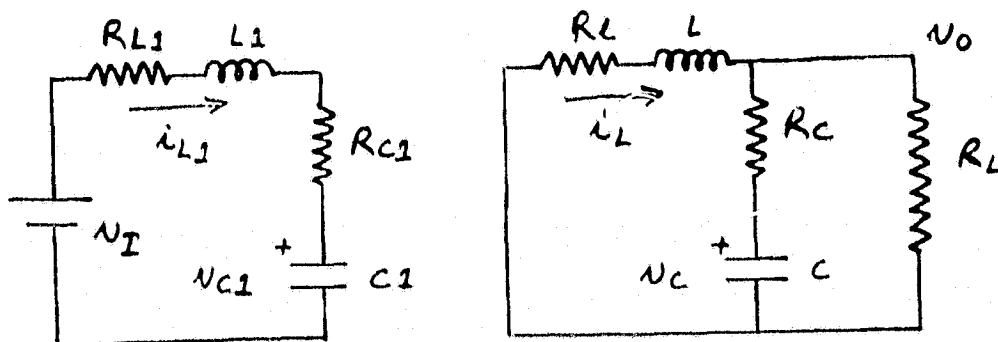 RL1 L1
iL1
RC1
vI
+
vC1 C1
Rl L vo
iL
RC
RL
+
vC C